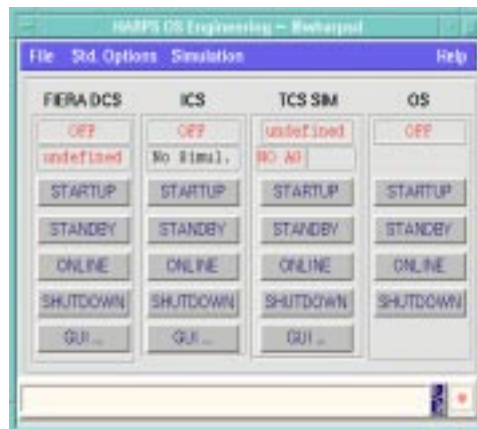 HARPS OS Engineering -
File Std. Options Simulation Help
FIERA DCS ICS TCS SIM OS
OFF OFF undefined OFF
undefined No Simul. NO AG
STARTUP STARTUP STARTUP STARTUP
STANDBY STANDBY STANDBY STANDBY
ONLINE ONLINE ONLINE ONLINE
SHUTDOWN SHUTDOWN SHUTDOWN SHUTDOWN
GUI ... GUI ... GUI ...